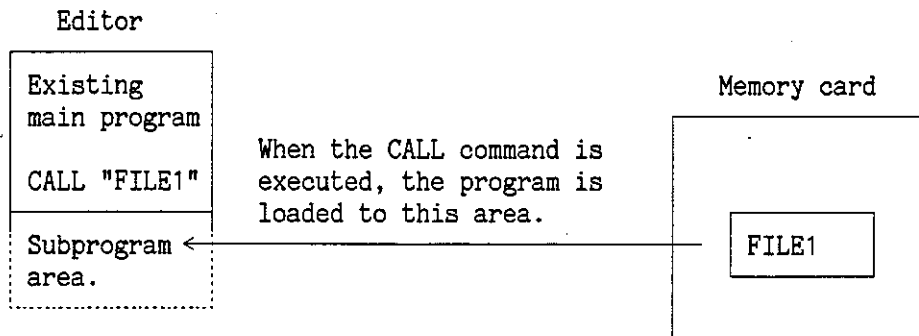 Editor
Existing
main program
CALL "FILE1"
Subprogram
area.
When the CALL command is
executed, the program is
loaded to this area.
Memory card
FILE1